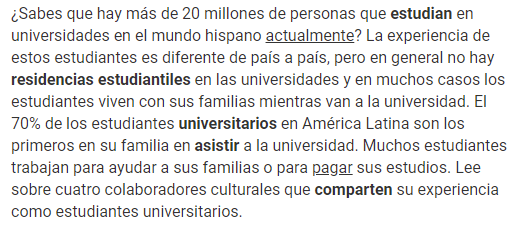 ¿Sabes que hay más de 20 millones de personas que estudian en
universidades en el mundo hispano actualmente? La experiencia de
estos estudiantes es diferente de país a país, pero en general no hay
residencias estudiantiles en las universidades y en muchos casos los
estudiantes viven con sus familias mientras van a la universidad. El
70% de los estudiantes universitarios en América Latina son los
primeros en su familia en asistir a la universidad. Muchos estudiantes
trabajan para ayudar a sus familias o para pagar sus estudios. Lee
sobre cuatro colaboradores culturales que comparten su experiencia
como estudiantes universitarios.